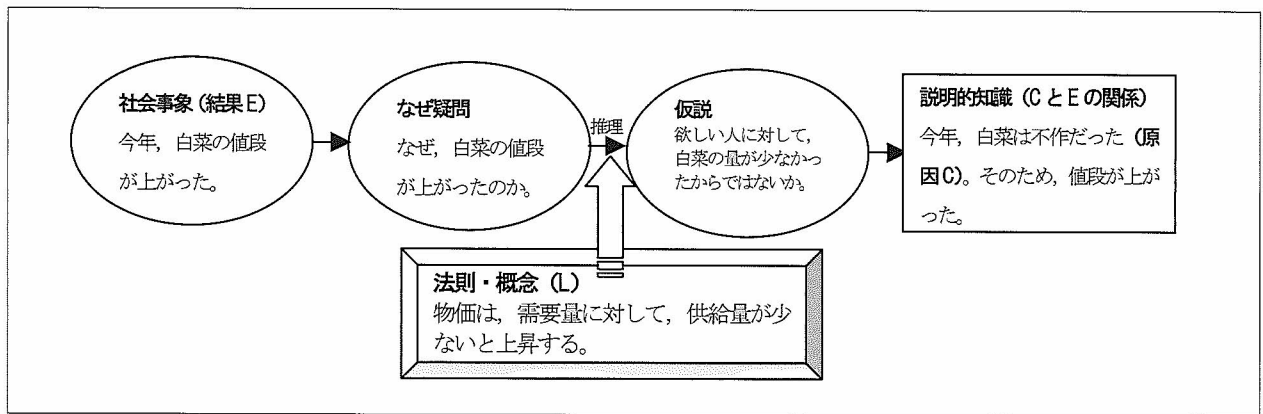 社会事象(結果E)
今年,白菜の値段
が上がった。
なぜ疑問
なぜ,白菜の値段
が上がったのか。
推理
仮説
欲しい人に対して,
白菜の量が少なかっ
たからではないか。
説明的知識(CとEの関係)
今年,白菜は不作だった(原
因C)。そのため,値段が上が
った。
法則・概念(L)
物価は,需要量に対して,供給量が少
ないと上昇する。